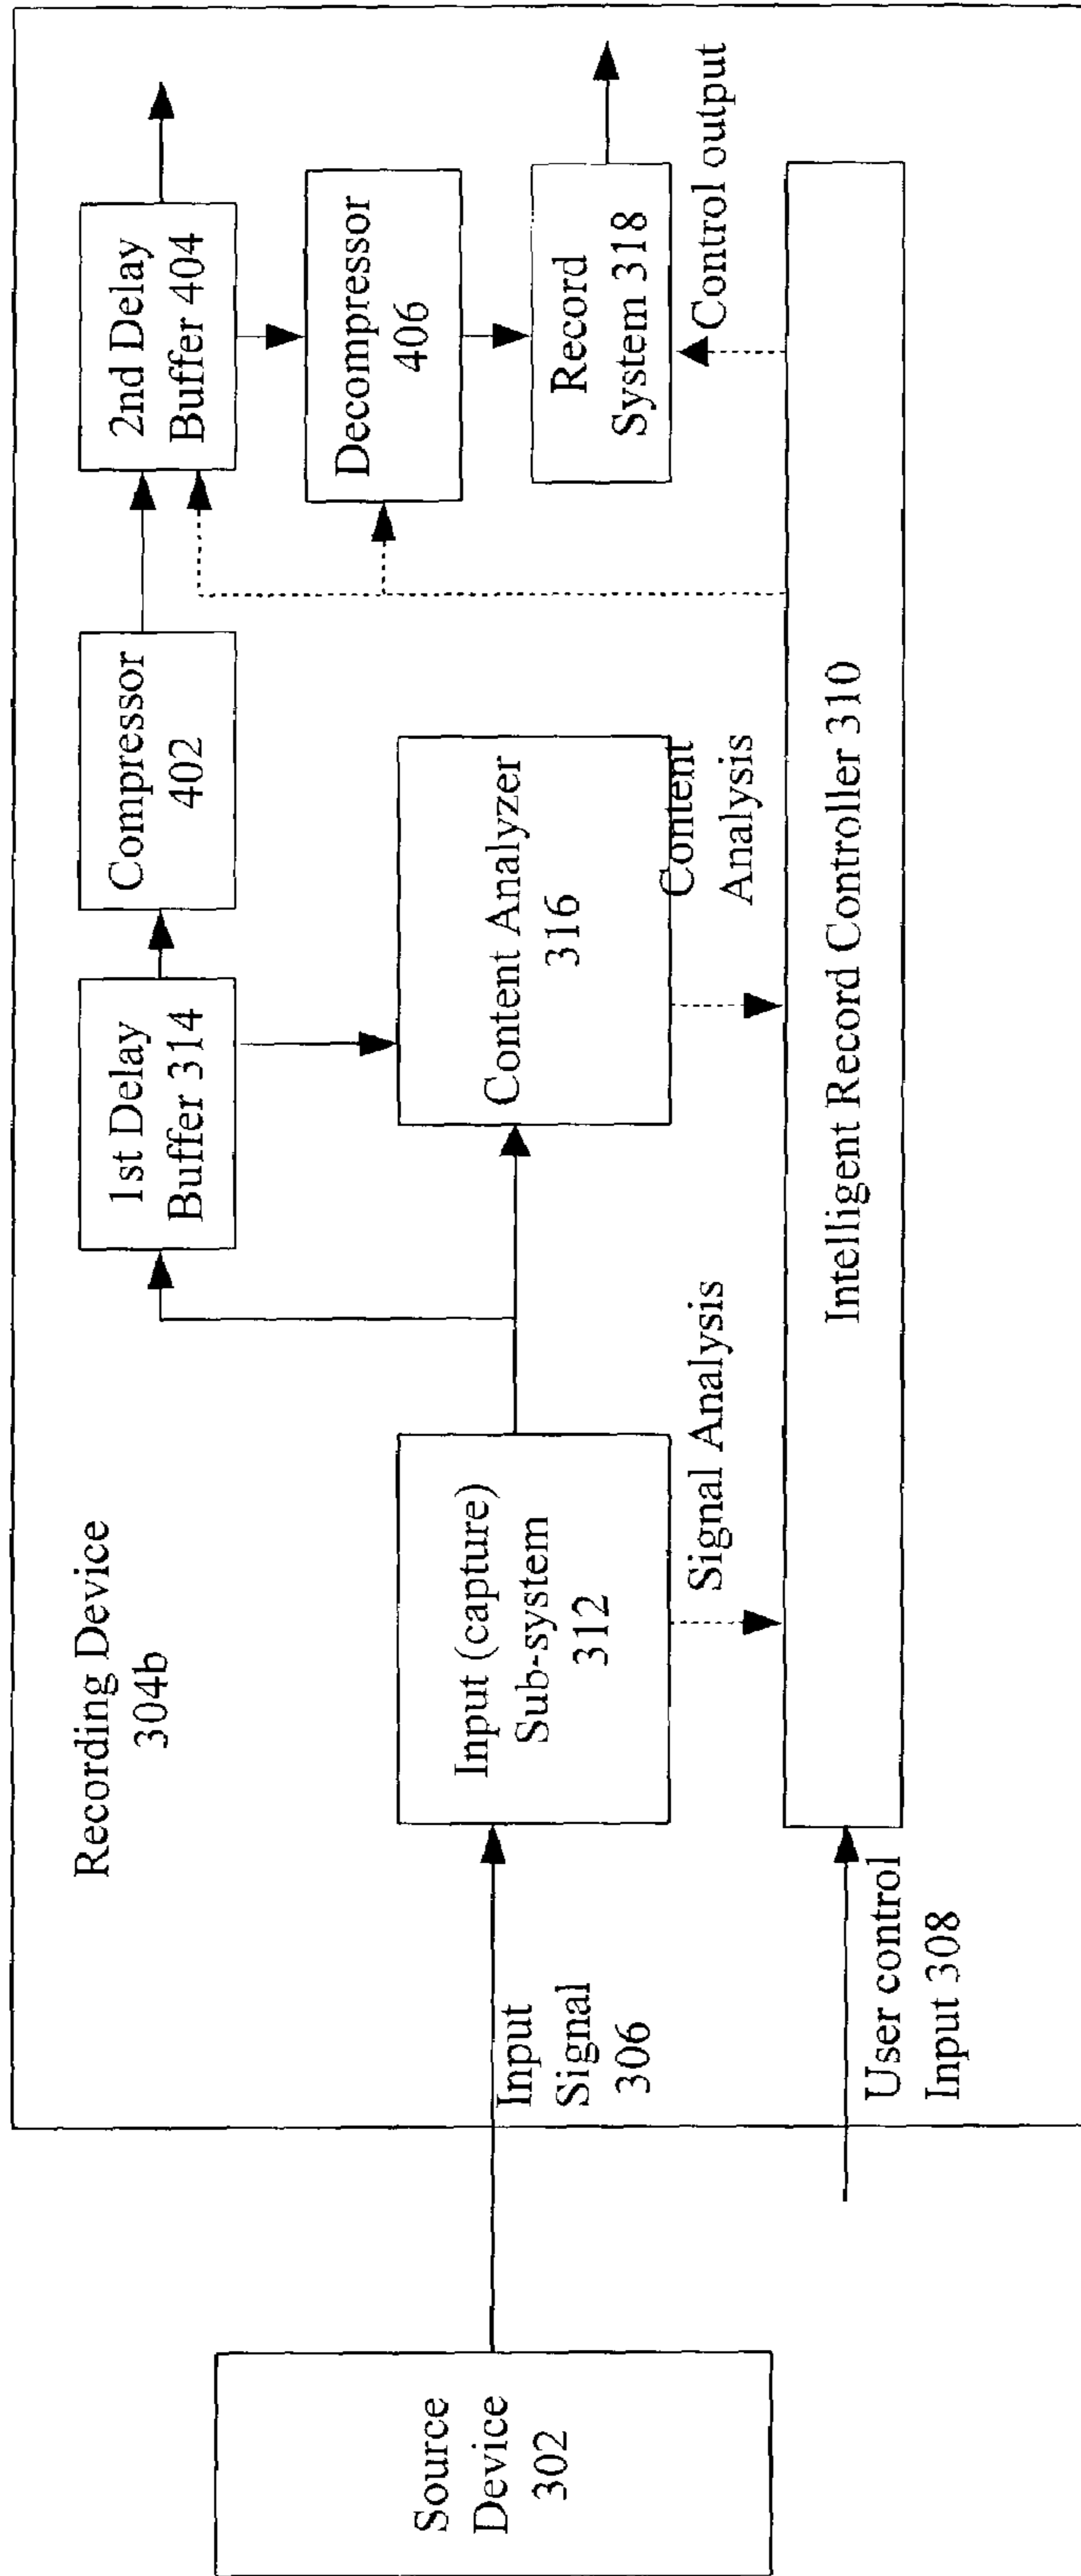 Recording Device
304b
Source
Device
302
Input
Signal
306
User control
Input 308
Input (capture)
Sub-system
312
Signal Analysis
1st Delay
Buffer 314
Compressor
402
Content Analyzer
316
Content
Analysis
2nd Delay
Buffer 404
Decompressor
406
Record
System 318
Control output
Intelligent Record Controller 310